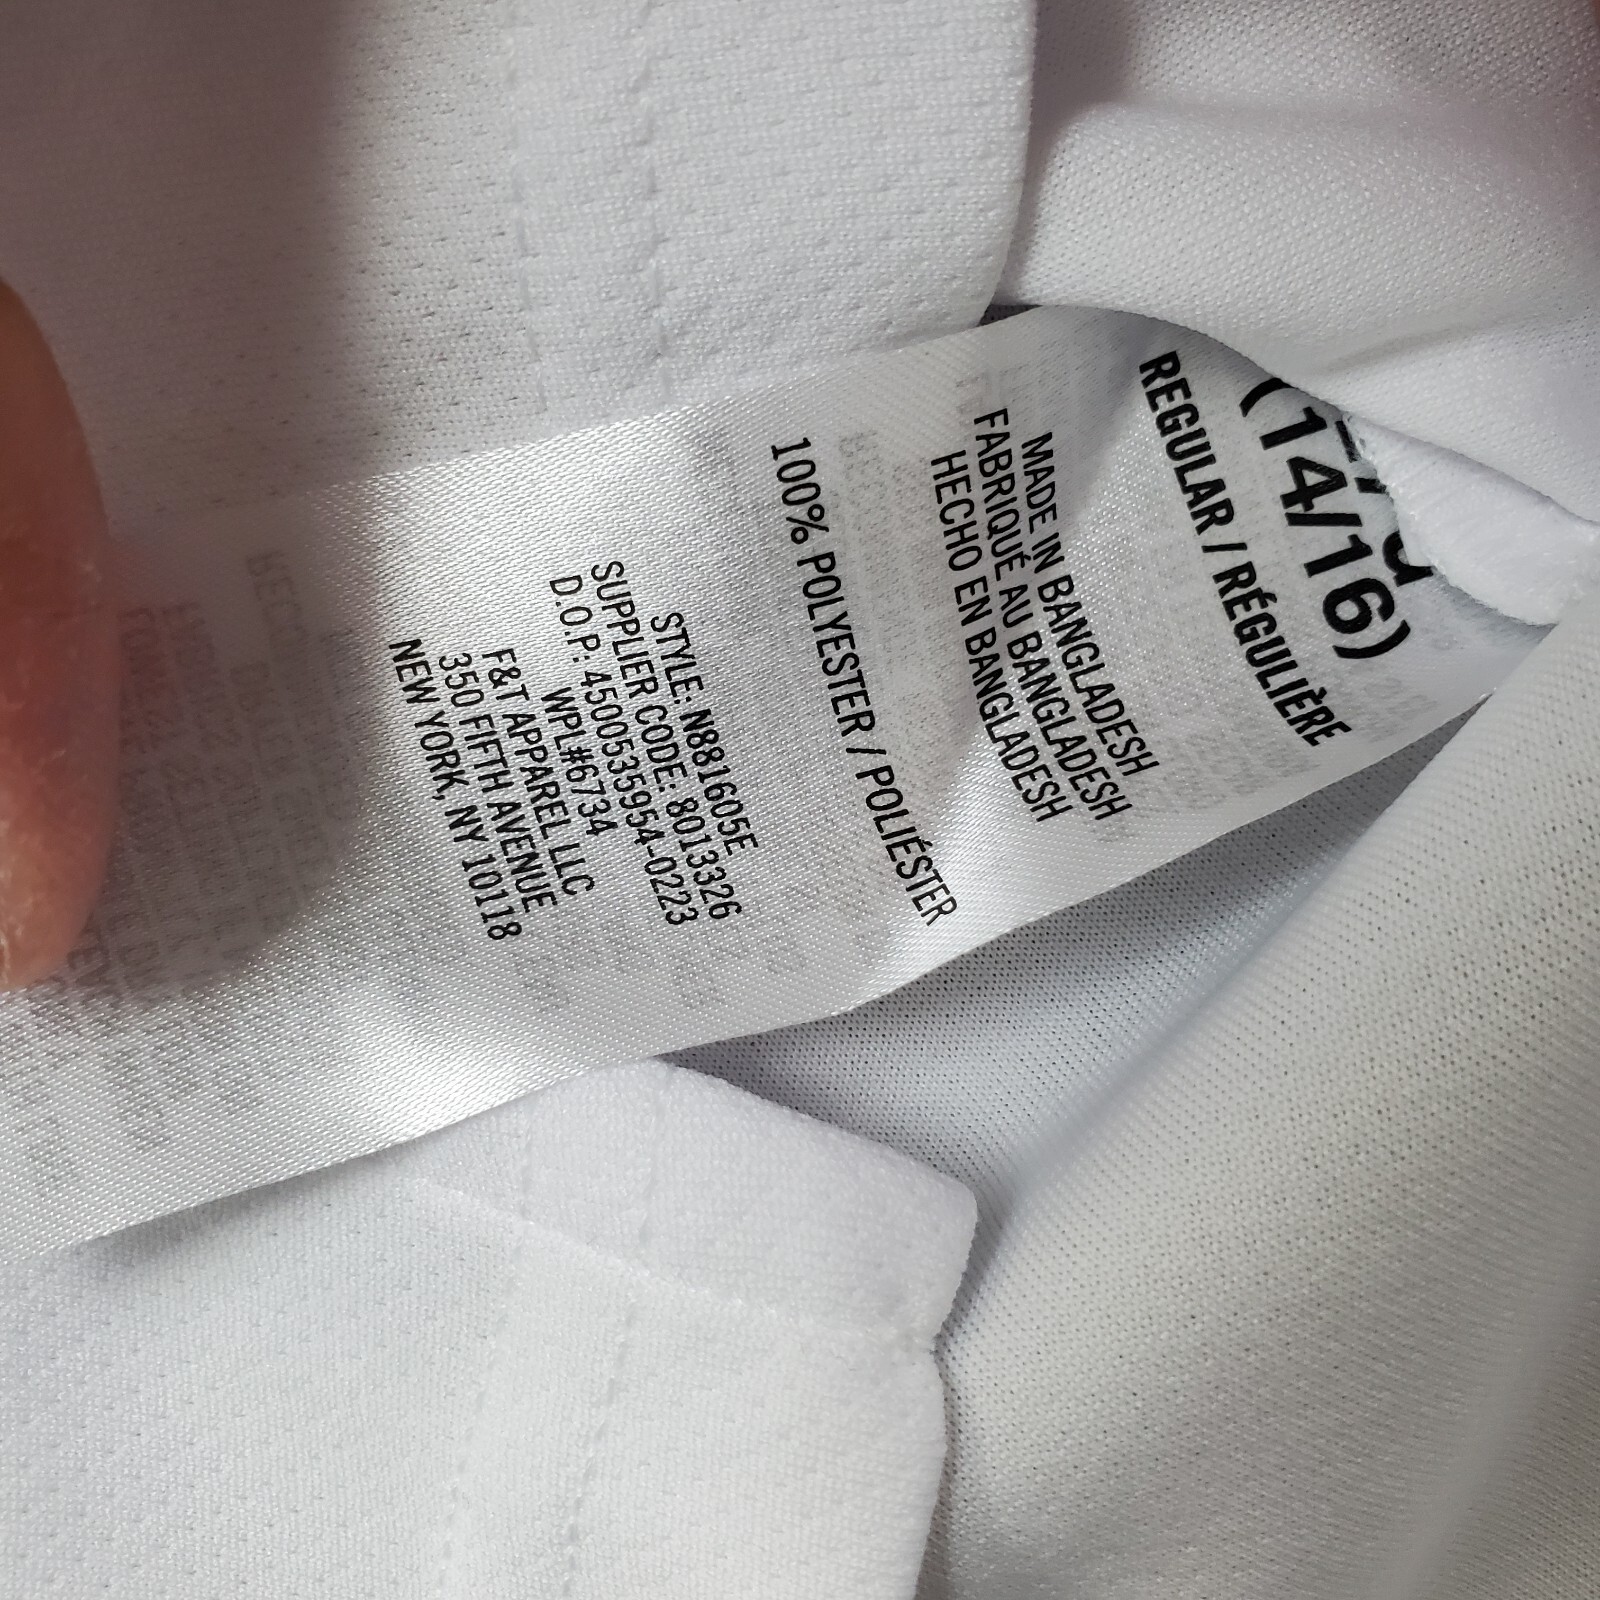 (14/16)
REGULAR / RÉGULIÈRE
MADE IN BANGLADESH
FABRIQUÉ AU BANGLADESH
HECHO EN BANGLADESH
100% POLYESTER / POLIÉSTER
STYLE: N881605E
SUPPLIER CODE: 8013326
D.O.P: 4500535954-0223
WPL#6734
F&T APPAREL LLC
350 FIFTH AVENUE
NEW YORK, NY 10118